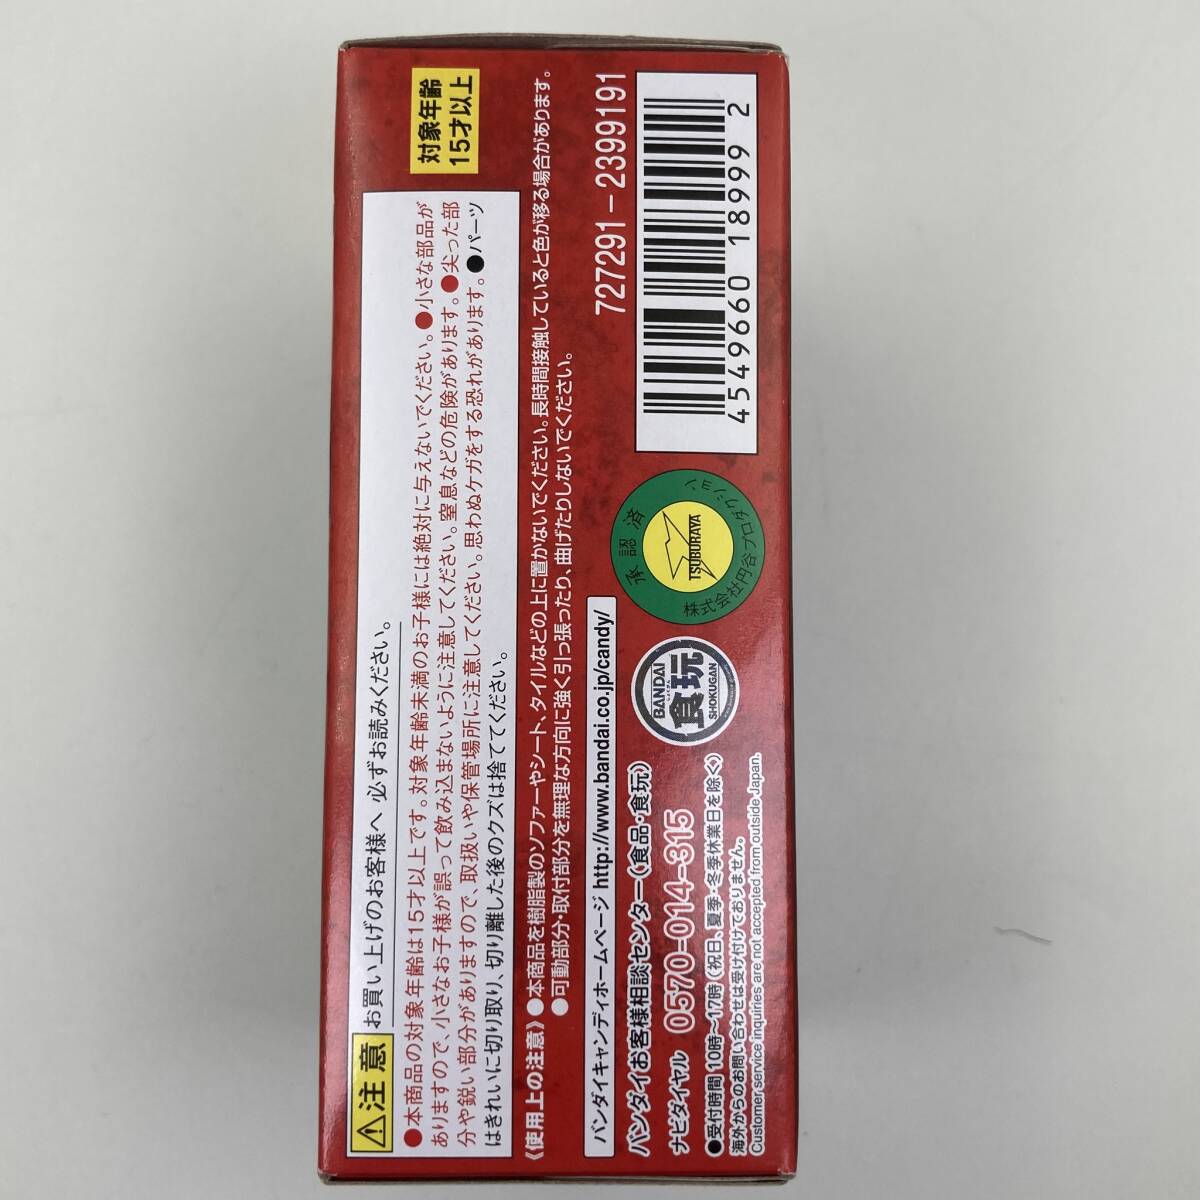 対象年齢
15才以上
注意 お買い上げのお客様へ 必ずお読みください。
●本商品の対象年齢は15才以上です。対象年齢未満のお子様には絶対に与えないでください。●小さな部品が
ありますので、小さなお子様が誤って飲み込まないように注意してください。窒息などの危険があります。●尖った部
分や鋭い部分がありますので、取扱いや保管場所に注意してください。思わぬケガをする恐れがあります。●パーツ
はきれいに切り取り、切り離した後のクズは捨ててください。
《使用上の注意》●本商品を樹脂製のソファーやシート、タイルなどの上に置かないでください。長時間接触していると色が移る場合があります。
●可動部分・取付部分を無理な方向に強く引っ張ったり、曲げたりしないでください。
バンダイキャンディホームページ http://www.bandai.co.jp/candy/
バンダイお客様相談センター(食品・食玩)
ナビダイヤル 0570-014-315
●受付時間 10時〜17時(祝日、夏季・冬季休業日を除く)
海外からのお問い合わせは受け付けておりません。
Customer service inquiries are not accepted from outside Japan.
BANDAI
食玩
SHOKUGAN
承認済
TSUBURAYA
株式会社円谷プロダクション
727291-2399191
4549660 18999 2